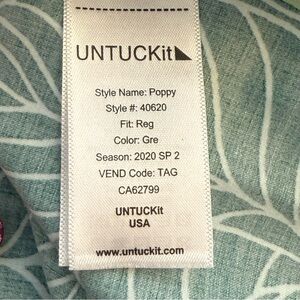 UNTUCKit
Style Name: Poppy
Style #: 40620
Fit: Reg
Color: Gre
Season: 2020 SP 2
VEND Code: TAG
CA62799
UNTUCKit
USA
www.untuckit.com